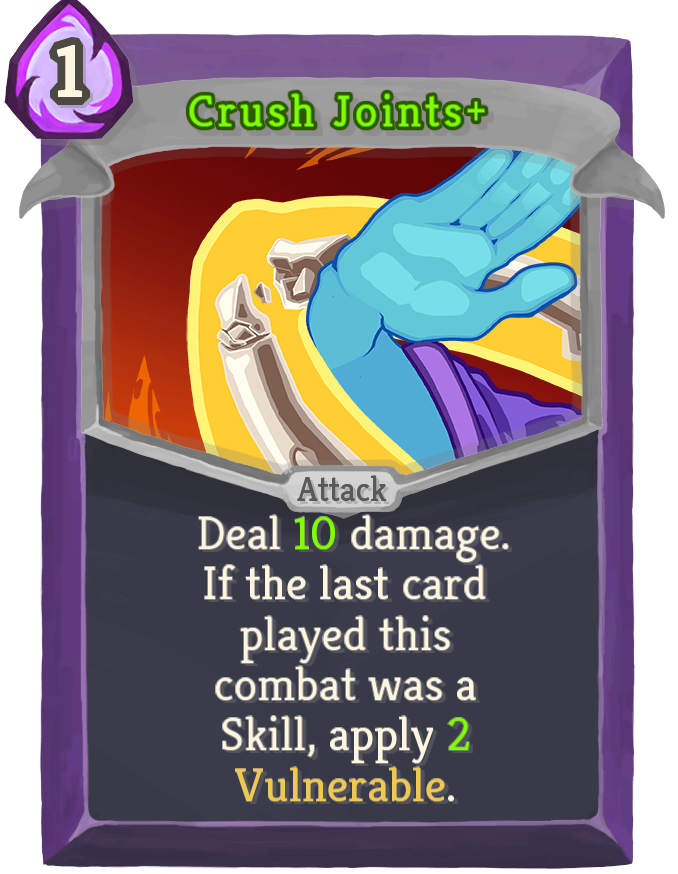 1
Crush Joints+
Attack
Deal 10 damage.
If the last card
played this
combat was a
Skill, apply 2
Vulnerable.